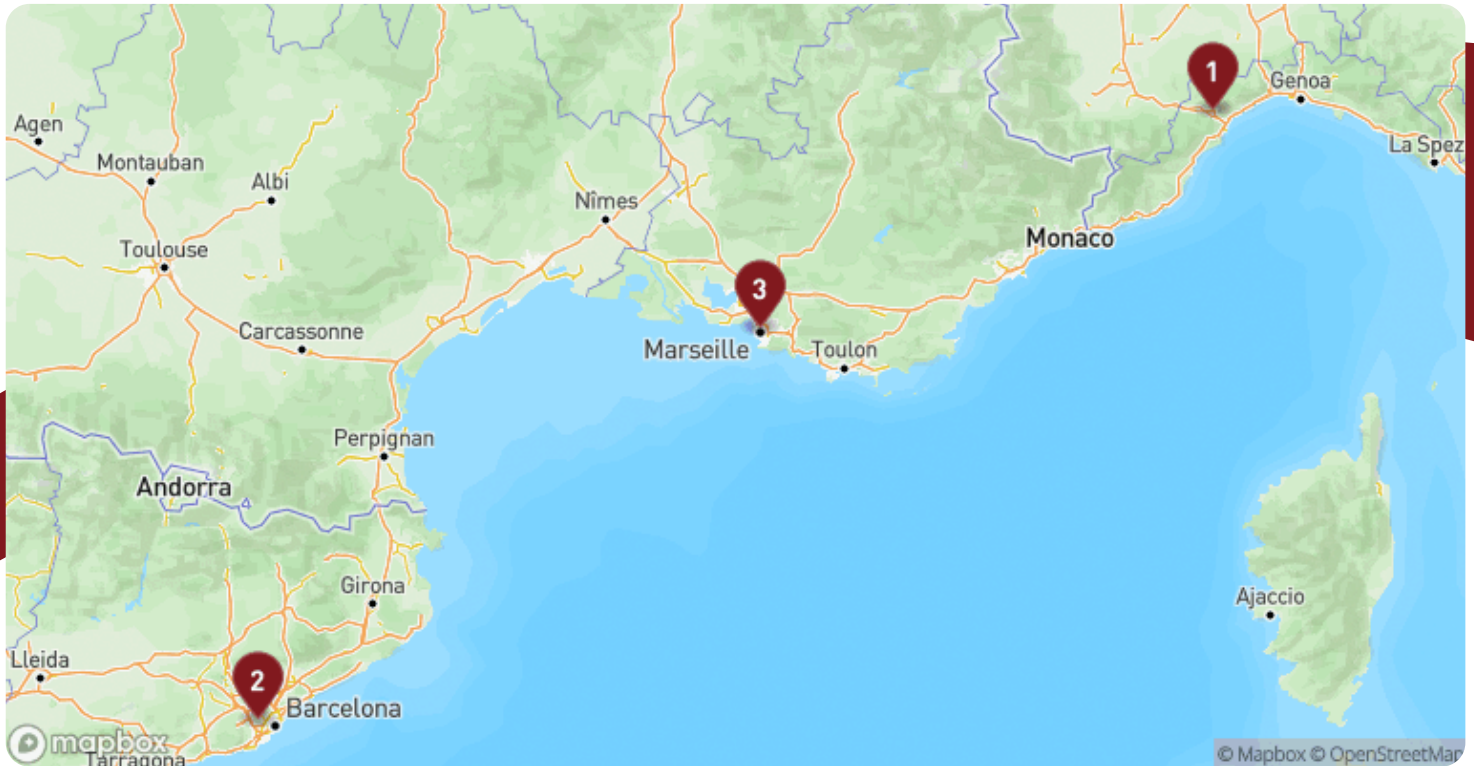 1
Genoa
Agen
La Spez
Montauban
Albi
Nîmes
Monaco
Toulouse
3
Carcassonne
Marseille
Toulon
Perpignan
Andorra
Girona
Ajaccio
Lleida
2
Barcelona
mapbox
Tarragona
© Mapbox © OpenStreetMap